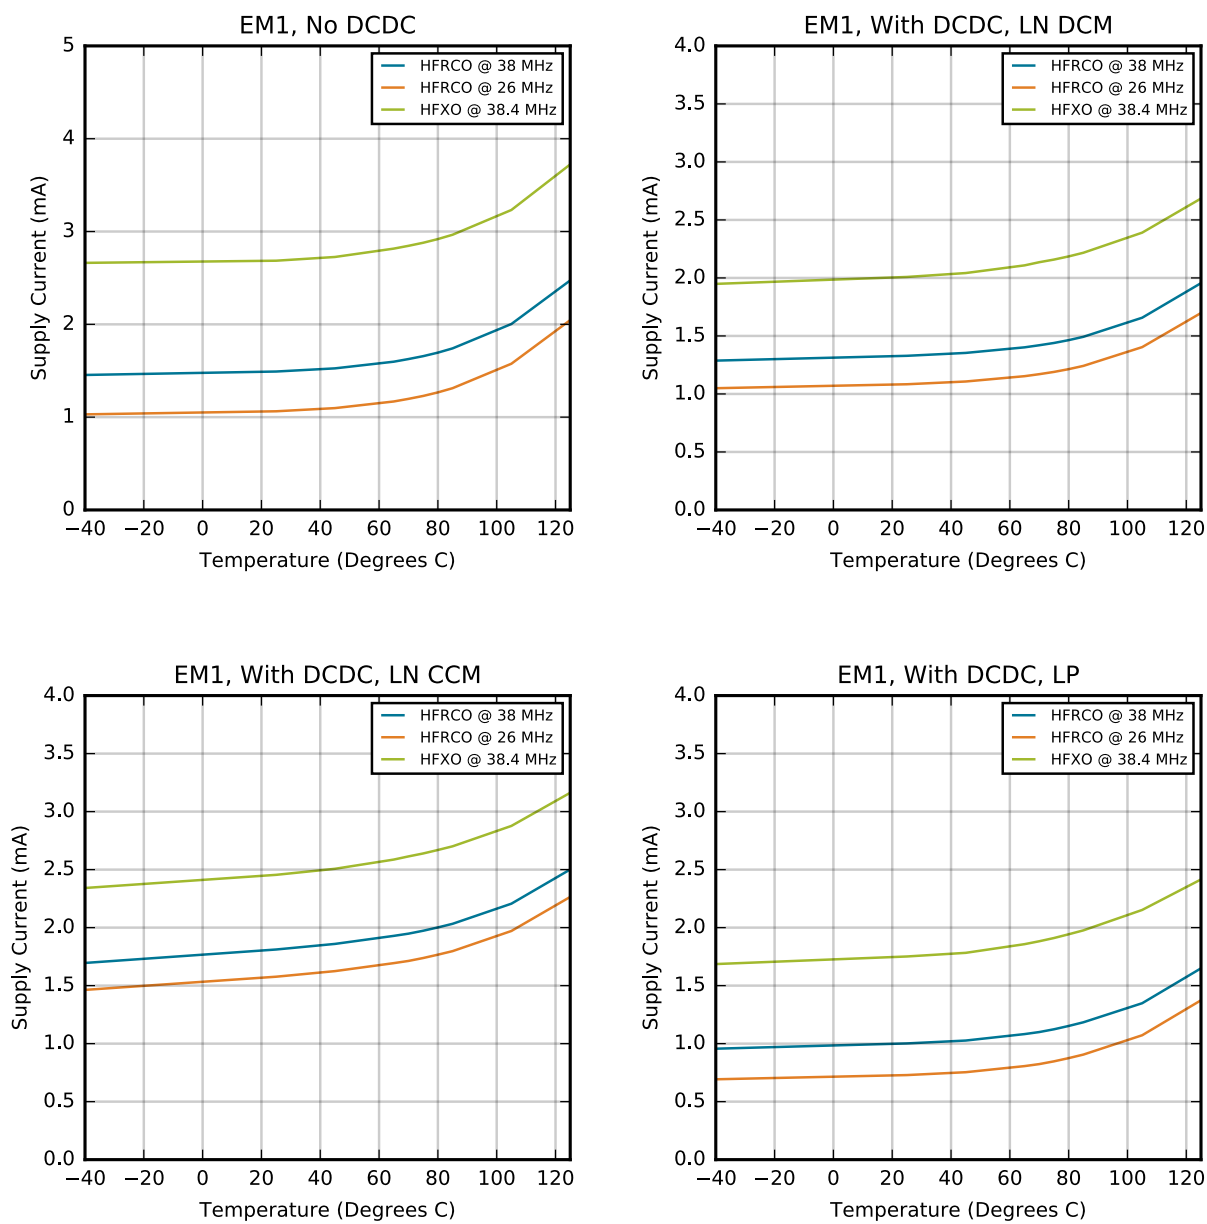 EM1, No DCDC
5
4
3
2
1
0
Supply Current (mA)
HFRCO @ 38 MHz
HFRCO @ 26 MHz
HFXO @ 38.4 MHz
−40 −20 0 20 40 60 80 100 120
Temperature (Degrees C)
EM1, With DCDC, LN DCM
4.0
3.5
3.0
2.5
2.0
1.5
1.0
0.5
0.0
Supply Current (mA)
HFRCO @ 38 MHz
HFRCO @ 26 MHz
HFXO @ 38.4 MHz
−40 −20 0 20 40 60 80 100 120
Temperature (Degrees C)
EM1, With DCDC, LN CCM
4.0
3.5
3.0
2.5
2.0
1.5
1.0
0.5
0.0
Supply Current (mA)
HFRCO @ 38 MHz
HFRCO @ 26 MHz
HFXO @ 38.4 MHz
−40 −20 0 20 40 60 80 100 120
Temperature (Degrees C)
EM1, With DCDC, LP
4.0
3.5
3.0
2.5
2.0
1.5
1.0
0.5
0.0
Supply Current (mA)
HFRCO @ 38 MHz
HFRCO @ 26 MHz
HFXO @ 38.4 MHz
−40 −20 0 20 40 60 80 100 120
Temperature (Degrees C)